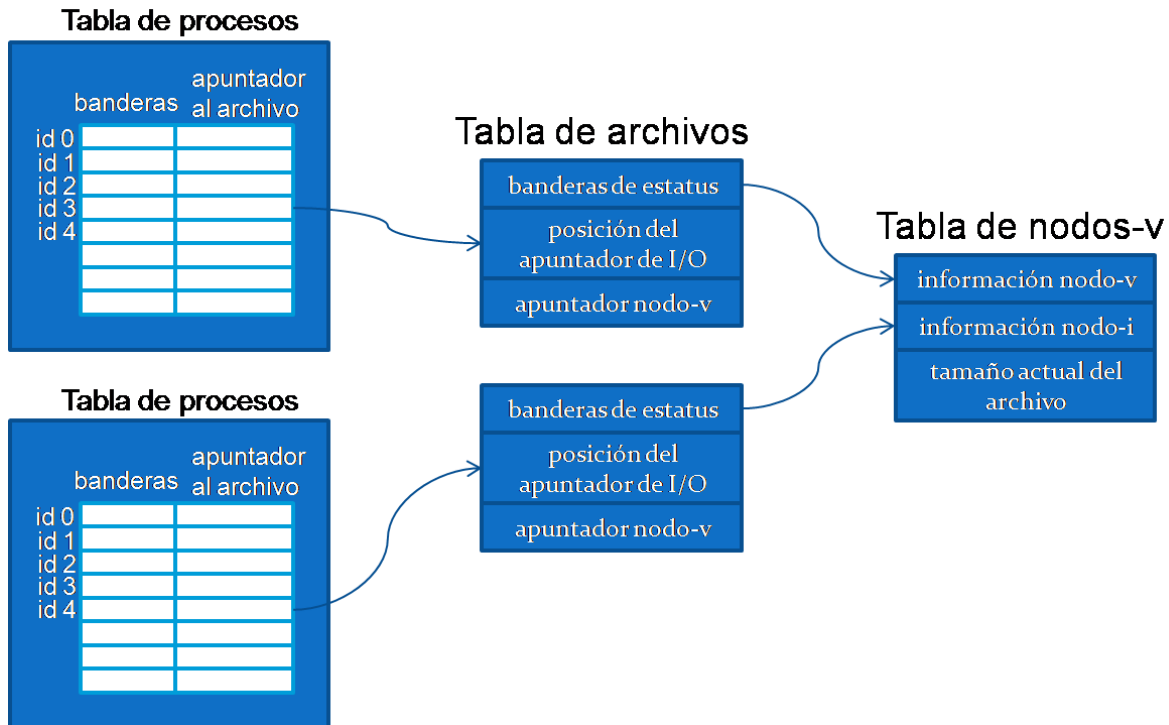 Tabla de procesos
banderas
apuntador
al archivo
id 0
id 1
id 2
id 3
id 4
Tabla de archivos
banderas de estatus
posición del
apuntador de I/O
apuntador nodo-v
Tabla de nodos-v
información nodo-v
información nodo-i
tamaño actual del
archivo
Tabla de procesos
banderas
apuntador
al archivo
id 0
id 1
id 2
id 3
id 4
banderas de estatus
posición del
apuntador de I/O
apuntador nodo-v